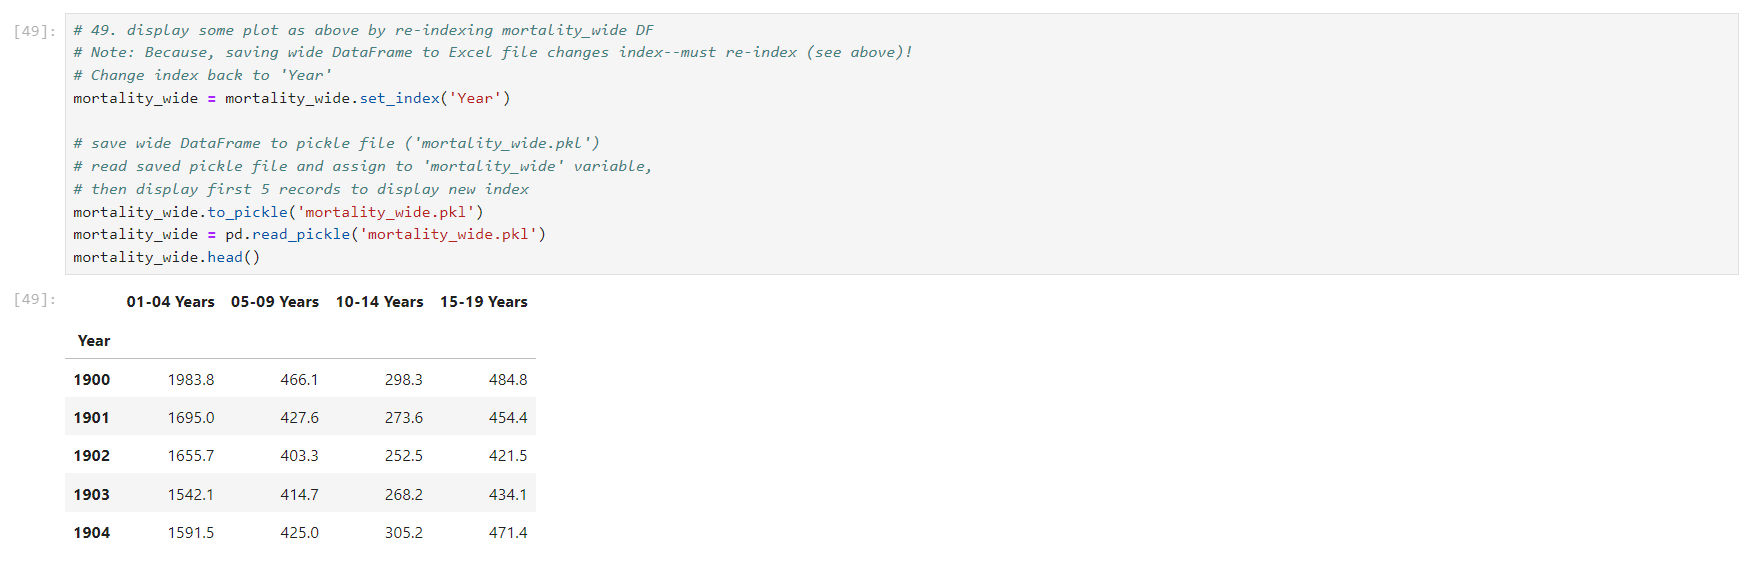 [49]:
# 49. display some plot as above by re-indexing mortality_wide DF
# Note: Because, saving wide DataFrame to Excel file changes index--must re-index (see above)!
# Change index back to 'Year'
mortality_wide = mortality_wide.set_index('Year')
# save wide DataFrame to pickle file ('mortality_wide.pkl')
# read saved pickle file and assign to 'mortality_wide' variable,
# then display first 5 records to display new index
mortality_wide.to_pickle('mortality_wide.pkl')
mortality_wide = pd.read_pickle('mortality_wide.pkl')
mortality_wide.head()
[49]:
01-04 Years 05-09 Years 10-14 Years 15-19 Years
Year
1900 1983.8 466.1 298.3 484.8
1901 1695.0 427.6 273.6 454.4
1902 1655.7 403.3 252.5 421.5
1903 1542.1 414.7 268.2 434.1
1904 1591.5 425.0 305.2 471.4